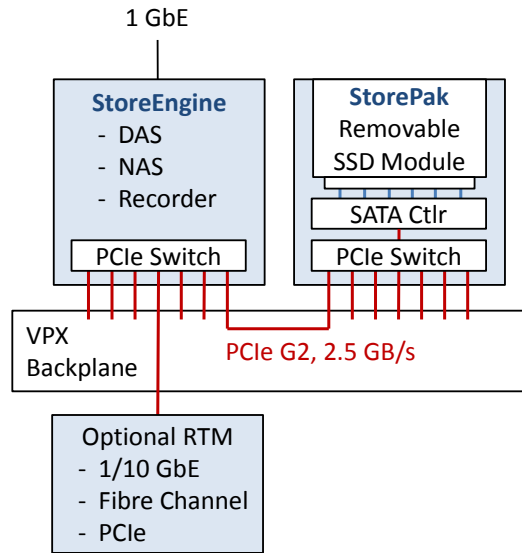 1 GbE
StoreEngine
- DAS
- NAS
- Recorder
PCIe Switch
StorePak
Removable
SSD Module
SATA Ctlr
PCIe Switch
VPX
Backplane
PCIe G2, 2.5 GB/s
Optional RTM
- 1/10 GbE
- Fibre Channel
- PCIe